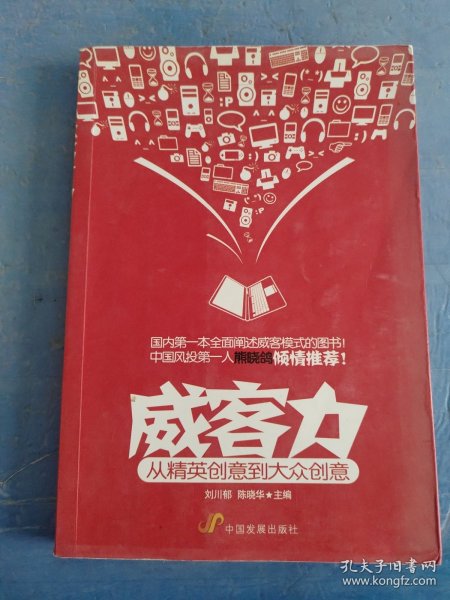 国内第一本全面阐述威客模式的图书!
中国风投第一人熊晓鸽倾情推荐!
威客力
从精英创意到大众创意
刘川郁 陈晓华★主编
中国发展出版社
孔夫子旧书网
www.kongfz.com